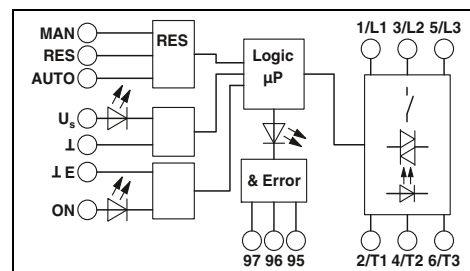 MAN
RES
AUTO
RES
Logic
µP
1/L1 3/L2 5/L3
Us
⊥
⊥ E
ON
& Error
97 96 95
2/T1 4/T2 6/T3